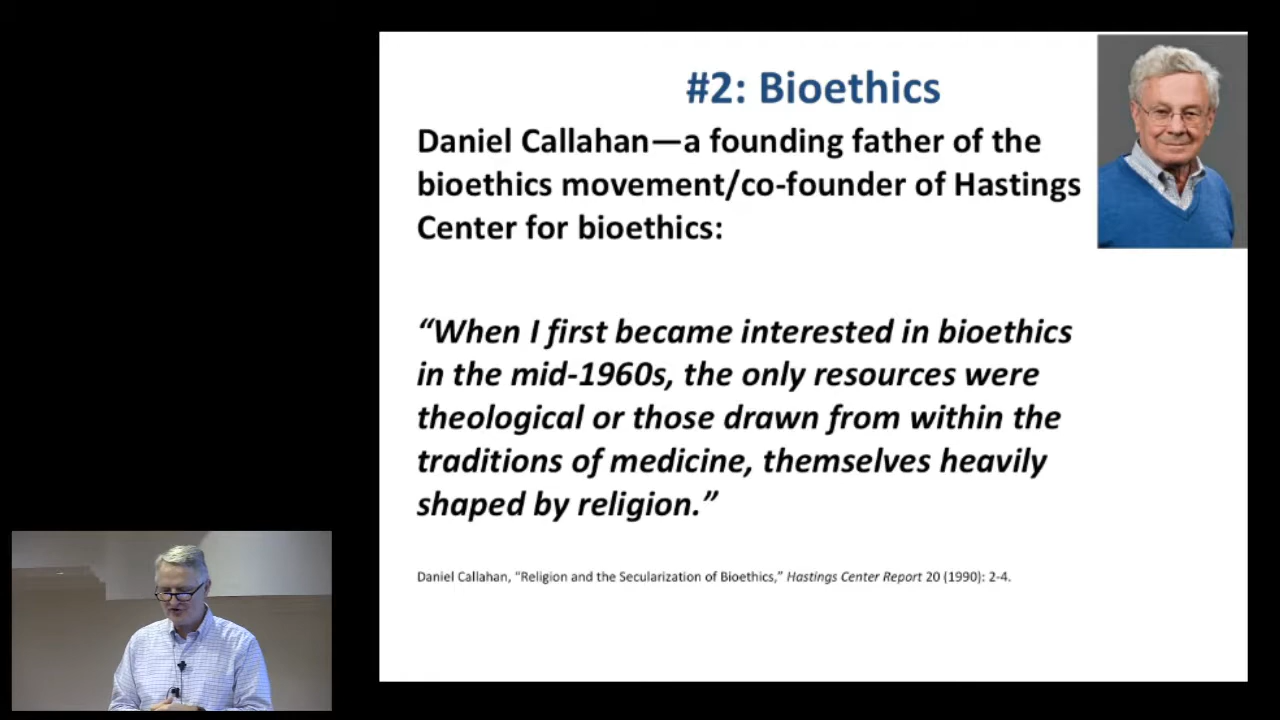 #2: Bioethics
Daniel Callahan—a founding father of the
bioethics movement/co-founder of Hastings
Center for bioethics:
“When I first became interested in bioethics
in the mid-1960s, the only resources were
theological or those drawn from within the
traditions of medicine, themselves heavily
shaped by religion.”
Daniel Callahan, “Religion and the Secularization of Bioethics,” Hastings Center Report 20 (1990): 2-4.